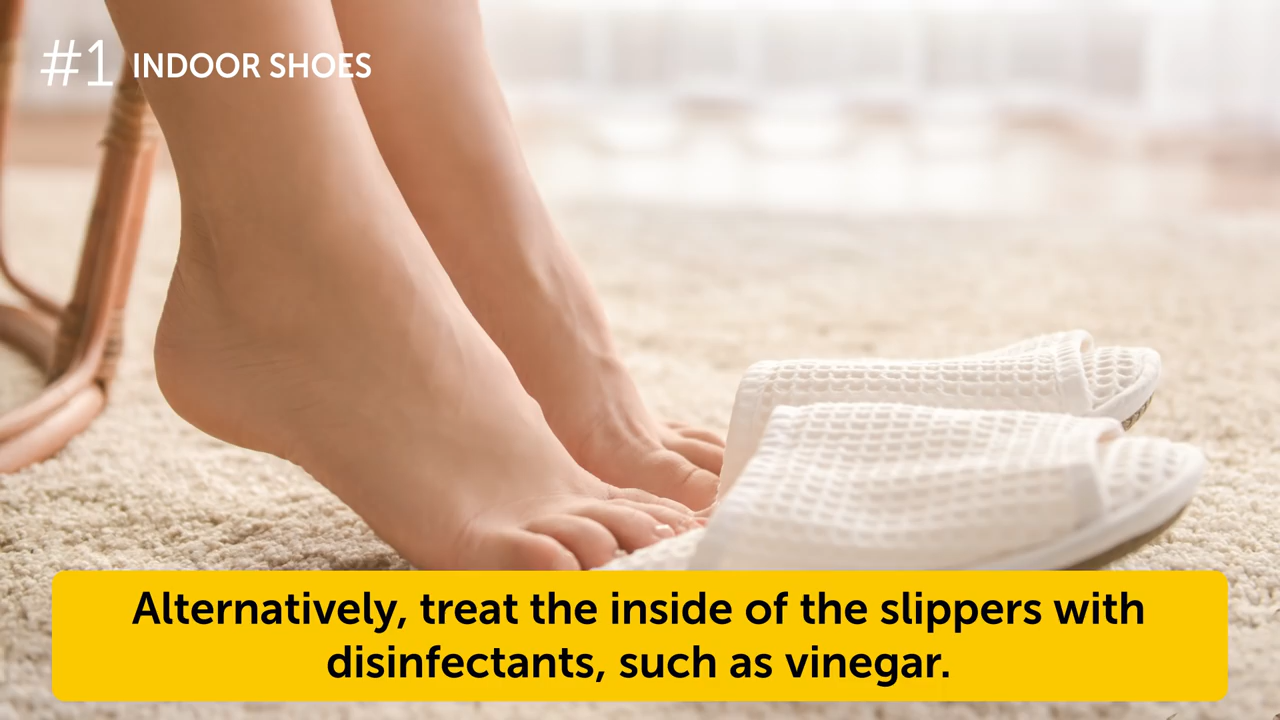 #1 INDOOR SHOES
Alternatively, treat the inside of the slippers with
disinfectants, such as vinegar.